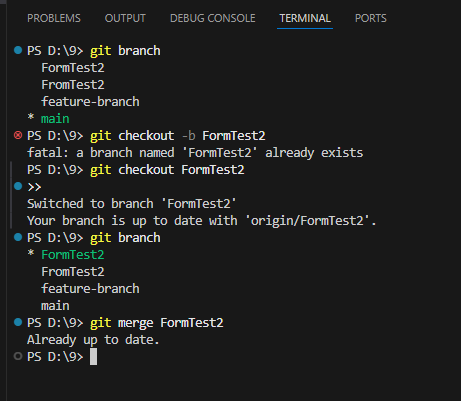 PROBLEMS OUTPUT DEBUG CONSOLE TERMINAL PORTS
PS D:\9> git branch
FormTest2
FromTest2
feature-branch
* main
PS D:\9> git checkout -b FormTest2
fatal: a branch named 'FormTest2' already exists
PS D:\9> git checkout FormTest2
>>
Switched to branch 'FormTest2'
Your branch is up to date with 'origin/FormTest2'.
PS D:\9> git branch
* FormTest2
FromTest2
feature-branch
main
PS D:\9> git merge FormTest2
Already up to date.
PS D:\9>